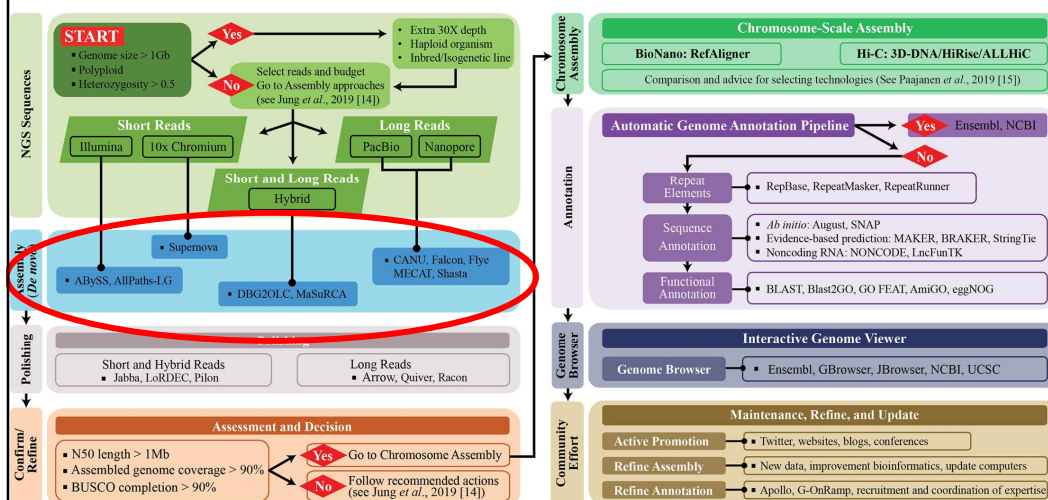 NGS Sequences
START
▪ Genome size > 1Gb
▪ Polyploid
▪ Heterozygosity > 0.5
Yes
No
▪ Extra 30X depth
▪ Haploid organism
▪ Inbred/Isogenetic line
Select reads and budget
Go to Assembly approaches
(see Jung et al., 2019 [14])
Short Reads
Illumina
10x Chromium
Long Reads
PacBio
Nanopore
Short and Long Reads
Hybrid
Assembly
(De novo)
▪ ABySS, AllPaths-LG
▪ Supernova
▪ DBG2OLC, MaSuRCA
▪ CANU, Falcon, Flye
MECAT, Shasta
Polishing
Polishing
Short and Hybrid Reads
▪ Jabba, LoRDEC, Pilon
Long Reads
▪ Arrow, Quiver, Racon
Confirm/
Refine
Assessment and Decision
▪ N50 length > 1Mb
▪ Assembled genome coverage > 90%
▪ BUSCO completion > 90%
Yes
Go to Chromosome Assembly
No
Follow recommended actions
(see Jung et al., 2019 [14])
Chromosome
Assembly
Chromosome-Scale Assembly
BioNano: RefAligner
Hi-C: 3D-DNA/HiRise/ALLHiC
Comparison and advice for selecting technologies (See Paajanen et al., 2019 [15])
Annotation
Automatic Genome Annotation Pipeline
Yes
Ensembl, NCBI
No
Repeat
Elements
▪ RepBase, RepeatMasker, RepeatRunner
Sequence
Annotation
▪ Ab initio: August, SNAP
▪ Evidence-based prediction: MAKER, BRAKER, StringTie
▪ Noncoding RNA: NONCODE, LncFunTK
Functional
Annotation
▪ BLAST, Blast2GO, GO FEAT, AmiGO, eggNOG
Genome
Browser
Interactive Genome Viewer
Genome Browser
▪ Ensembl, GBrowser, JBrowser, NCBI, UCSC
Community
Effort
Maintenance, Refine, and Update
Active Promotion
▪ Twitter, websites, blogs, conferences
Refine Assembly
▪ New data, improvement bioinformatics, update computers
Refine Annotation
▪ Apollo, G-OnRamp, recruitment and coordination of expertise